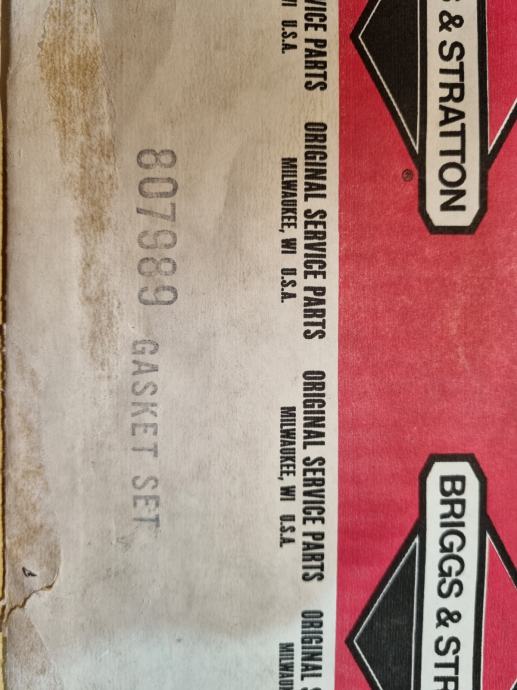 & STRATTON
®
BRIGGS & STR
VICE PARTS ORIGINAL SERVICE PARTS ORIGINAL SERVICE PARTS ORIGINAL S
WI U.S.A. MILWAUKEE, WI U.S.A. MILWAUKEE, WI U.S.A. MILWAU
807989 GASKET SET